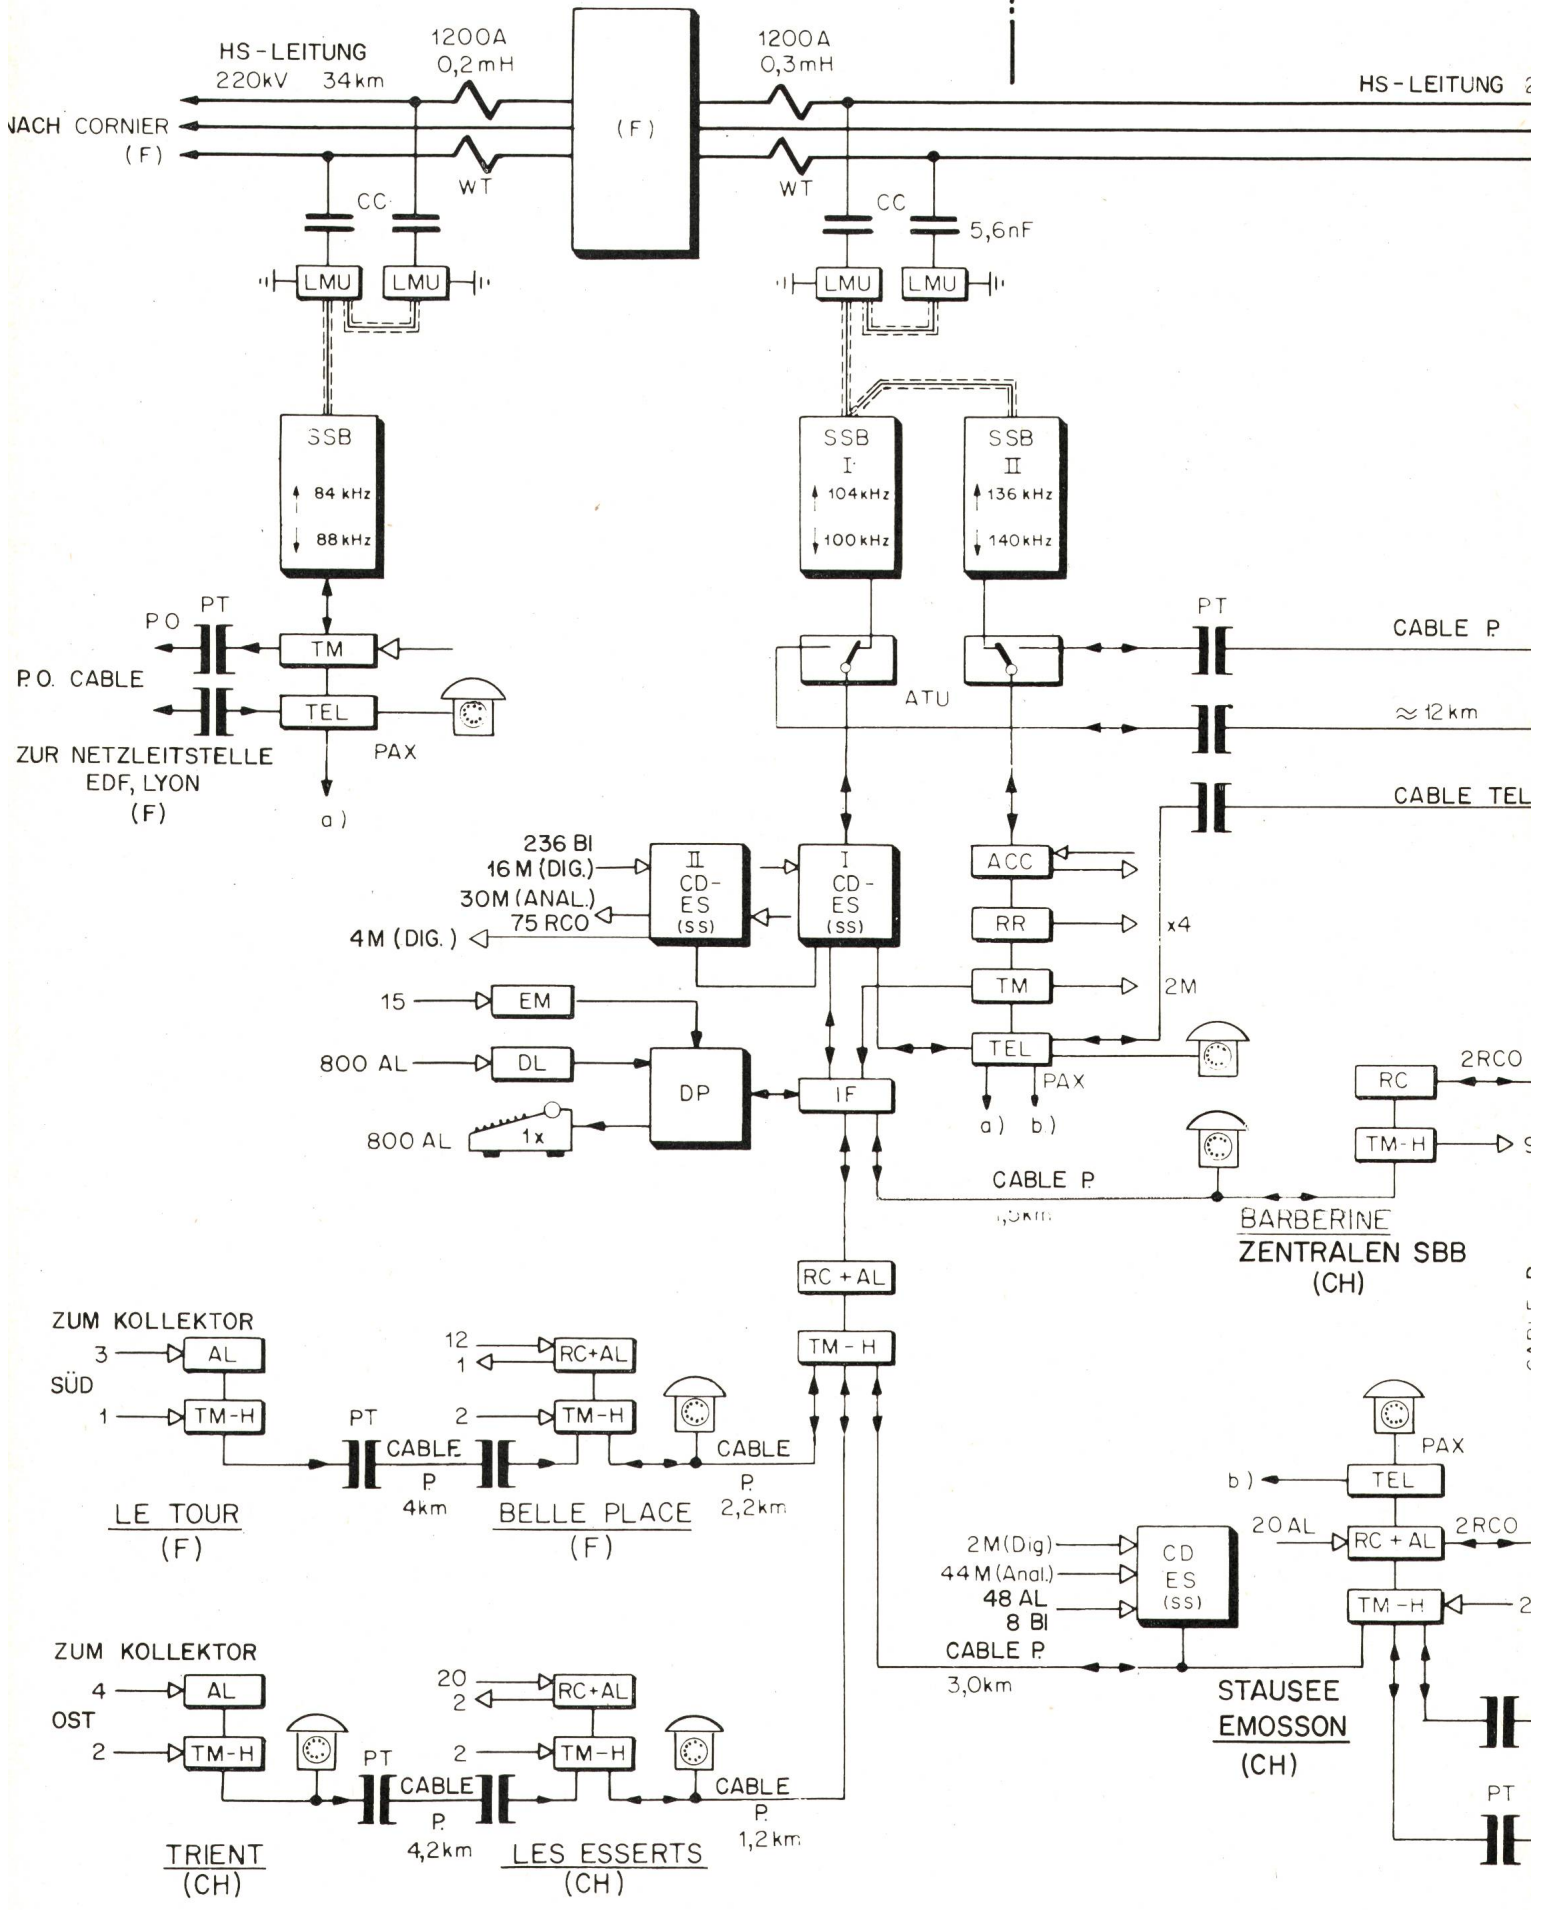 HS-LEITUNG
220kV 34km
1200A
0,2mH
1200A
0,3mH
HS-LEITUNG
NACH CORNIER
(F)
(F)
WT
WT
CC
CC
5,6nF
LMU
LMU
LMU
LMU
SSB
84 kHz
88 kHz
SSB
I
104kHz
100kHz
SSB
II
136 kHz
140kHz
PT
P.O
TM
P.O. CABLE
TEL
PAX
ZUR NETZLEITSTELLE
EDF, LYON
(F)
a)
ATU
PT
CABLE P.
≈ 12km
CABLE TEL
236 BI
16 M (DIG.)
30M (ANAL.)
75 RCO
4M (DIG.)
II
CD-
ES
(SS)
I
CD-
ES
(SS)
ACC
RR
x4
TM
2M
TEL
PAX
a) b)
15
EM
800 AL
DL
DP
IF
800 AL
1x
RC
2RCO
TM-H
CABLE P.
BARBERINE
ZENTRALEN SBB
(CH)
RC + AL
TM-H
ZUM KOLLEKTOR
3
AL
SÜD
1
TM-H
PT
CABLE
P.
4km
LE TOUR
(F)
12
1
RC+AL
2
TM-H
CABLE
P.
2,2km
BELLE PLACE
(F)
PAX
b)
TEL
20AL
RC + AL
2RCO
TM-H
2
2M(Dig)
44M(Anal.)
48 AL
8 BI
CD
ES
(SS)
CABLE P.
3,0km
STAUSEE
EMOSSON
(CH)
PT
ZUM KOLLEKTOR
4
AL
OST
2
TM-H
PT
CABLE
P.
4,2km
TRIENT
(CH)
20
2
RC+AL
2
TM-H
CABLE
P.
1,2km
LES ESSERTS
(CH)